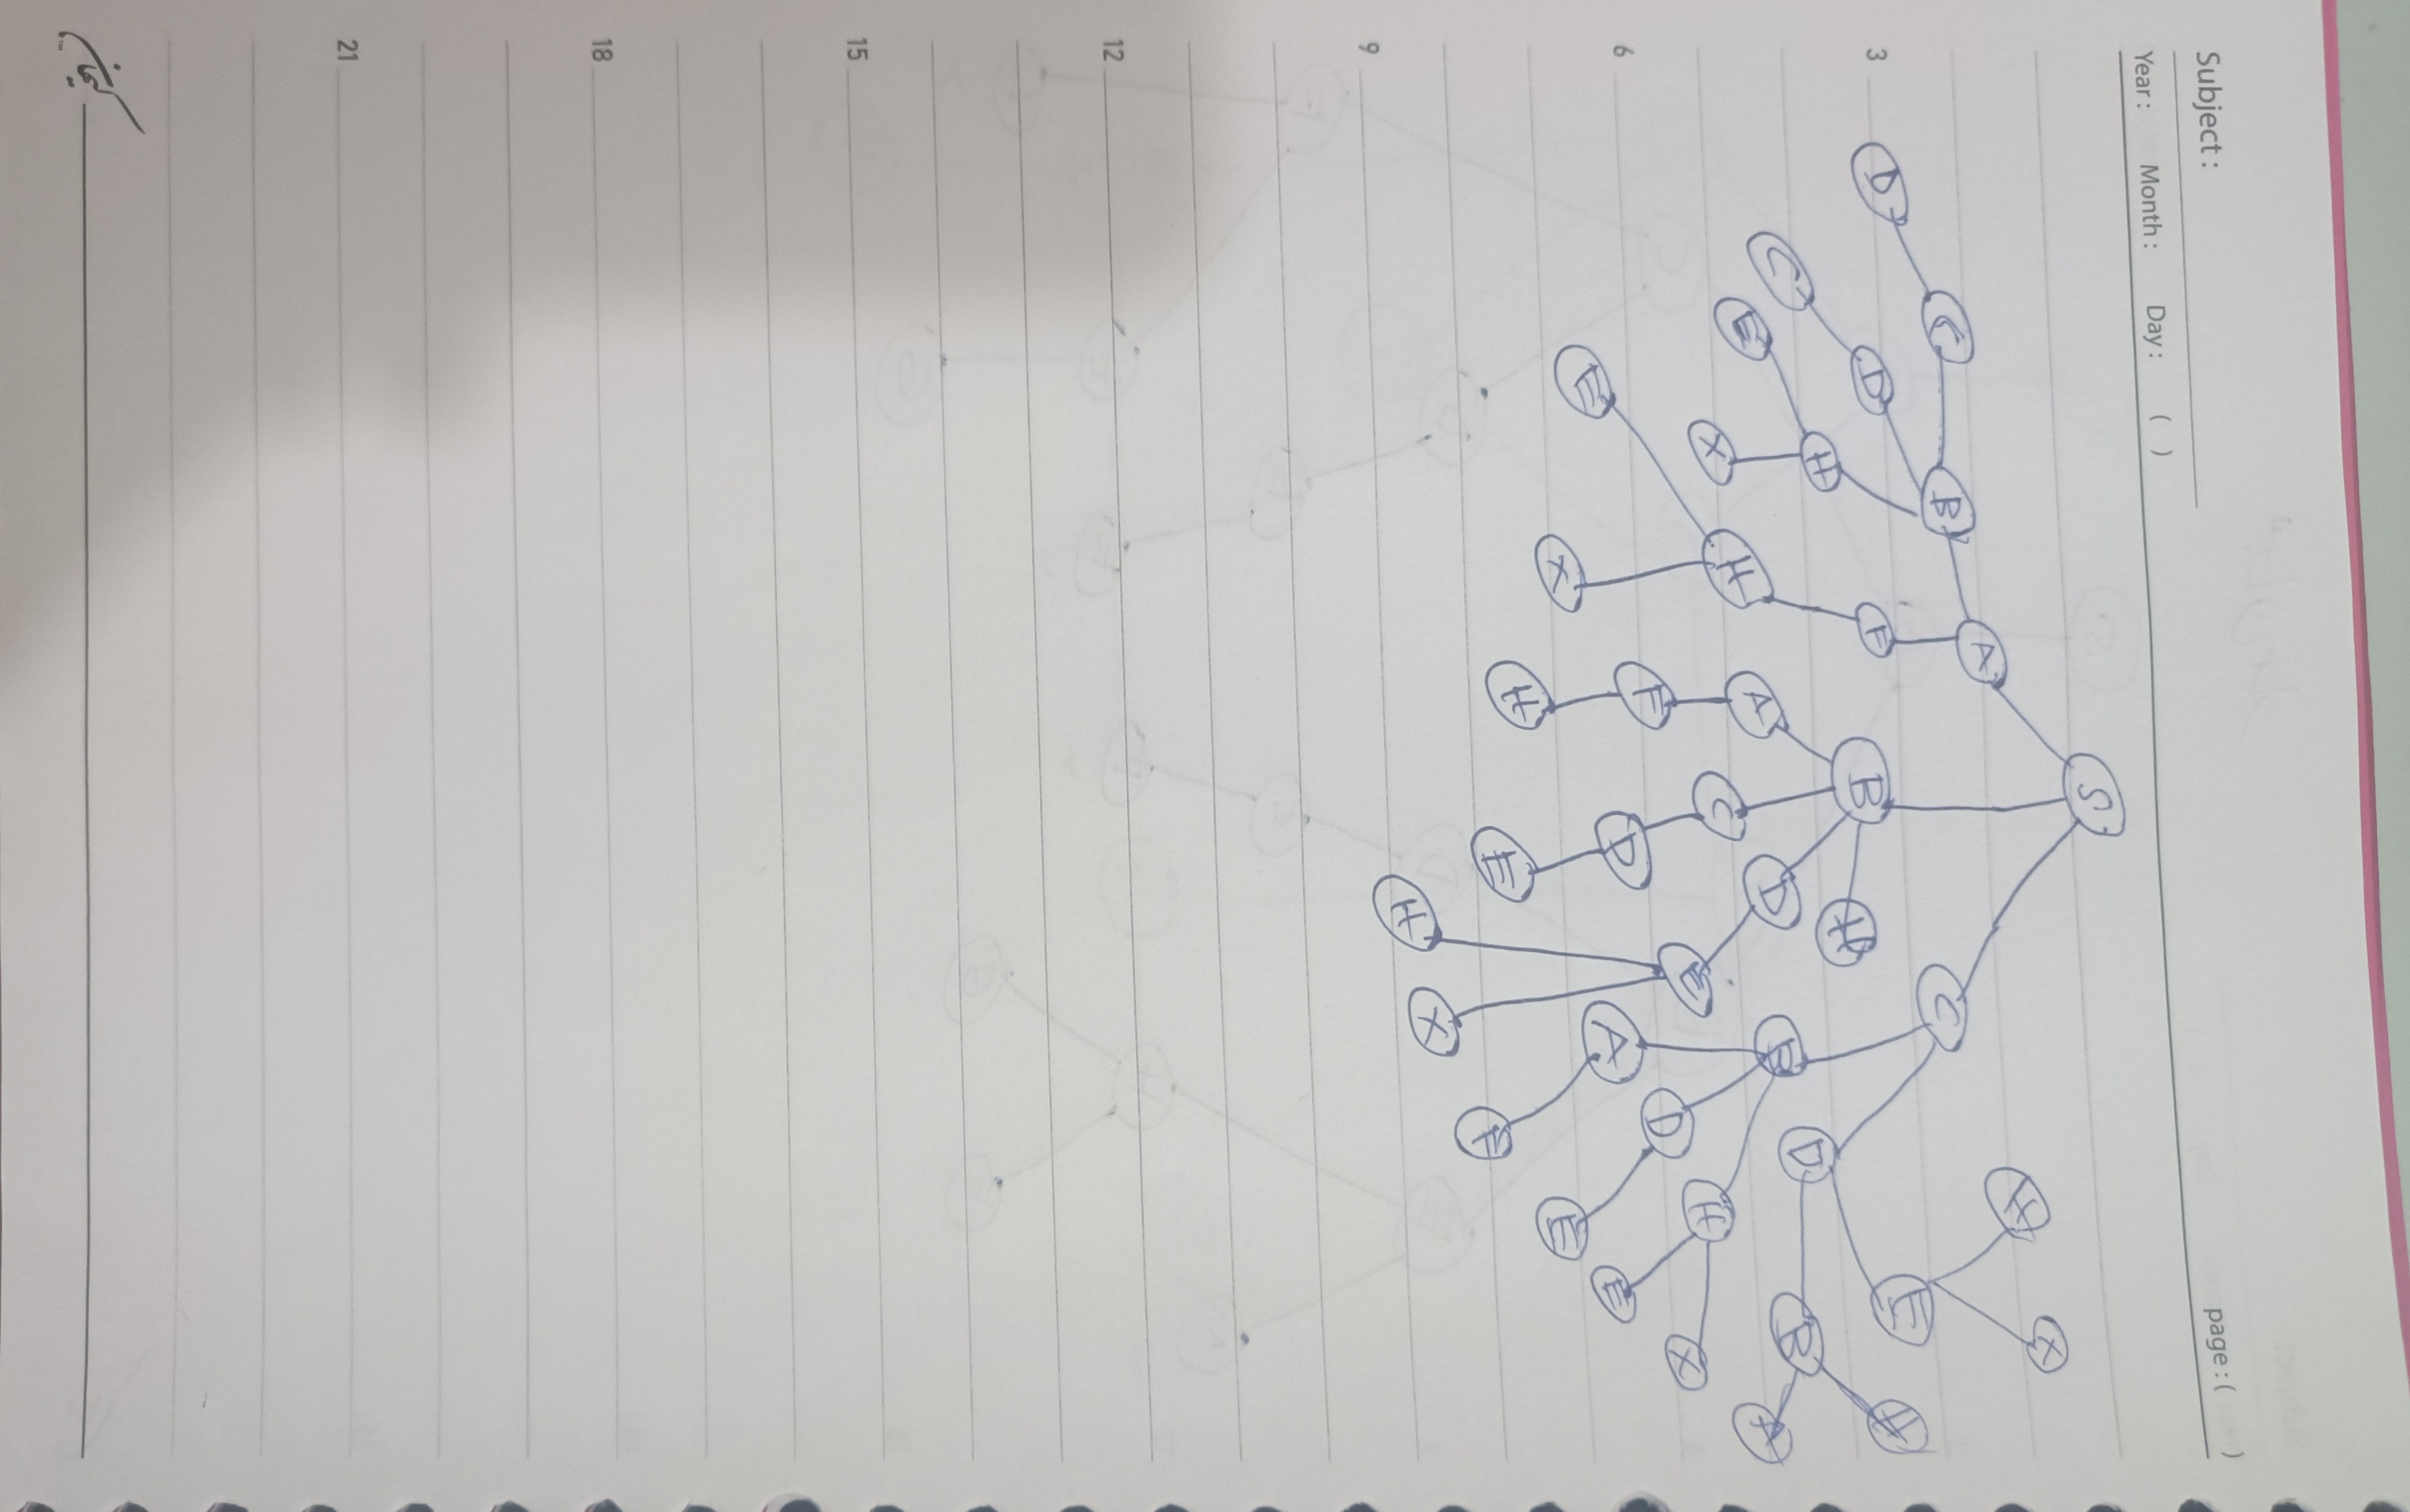 Subject: page: ( )
Year: Month: Day: ( )
S
H X
A
C B C
E H
3 D D F B H
H D B
C D B
E H A A
X C H
E X
D
6 F D A E
E X E
H E F
H X
9
12
15
18
21